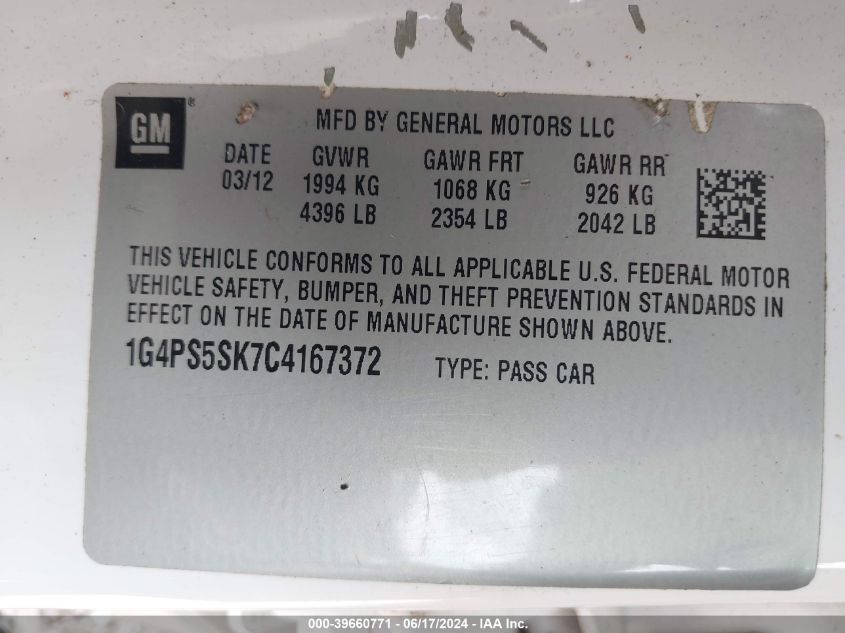 GM ®
MFD BY GENERAL MOTORS LLC
DATE GVWR GAWR FRT GAWR RR
03/12 1994 KG 1068 KG 926 KG
4396 LB 2354 LB 2042 LB
THIS VEHICLE CONFORMS TO ALL APPLICABLE U.S. FEDERAL MOTOR
VEHICLE SAFETY, BUMPER, AND THEFT PREVENTION STANDARDS IN
EFFECT ON THE DATE OF MANUFACTURE SHOWN ABOVE.
1G4PS5SK7C4167372 TYPE: PASS CAR
000-39660771 - 06/17/2024 - IAA Inc.